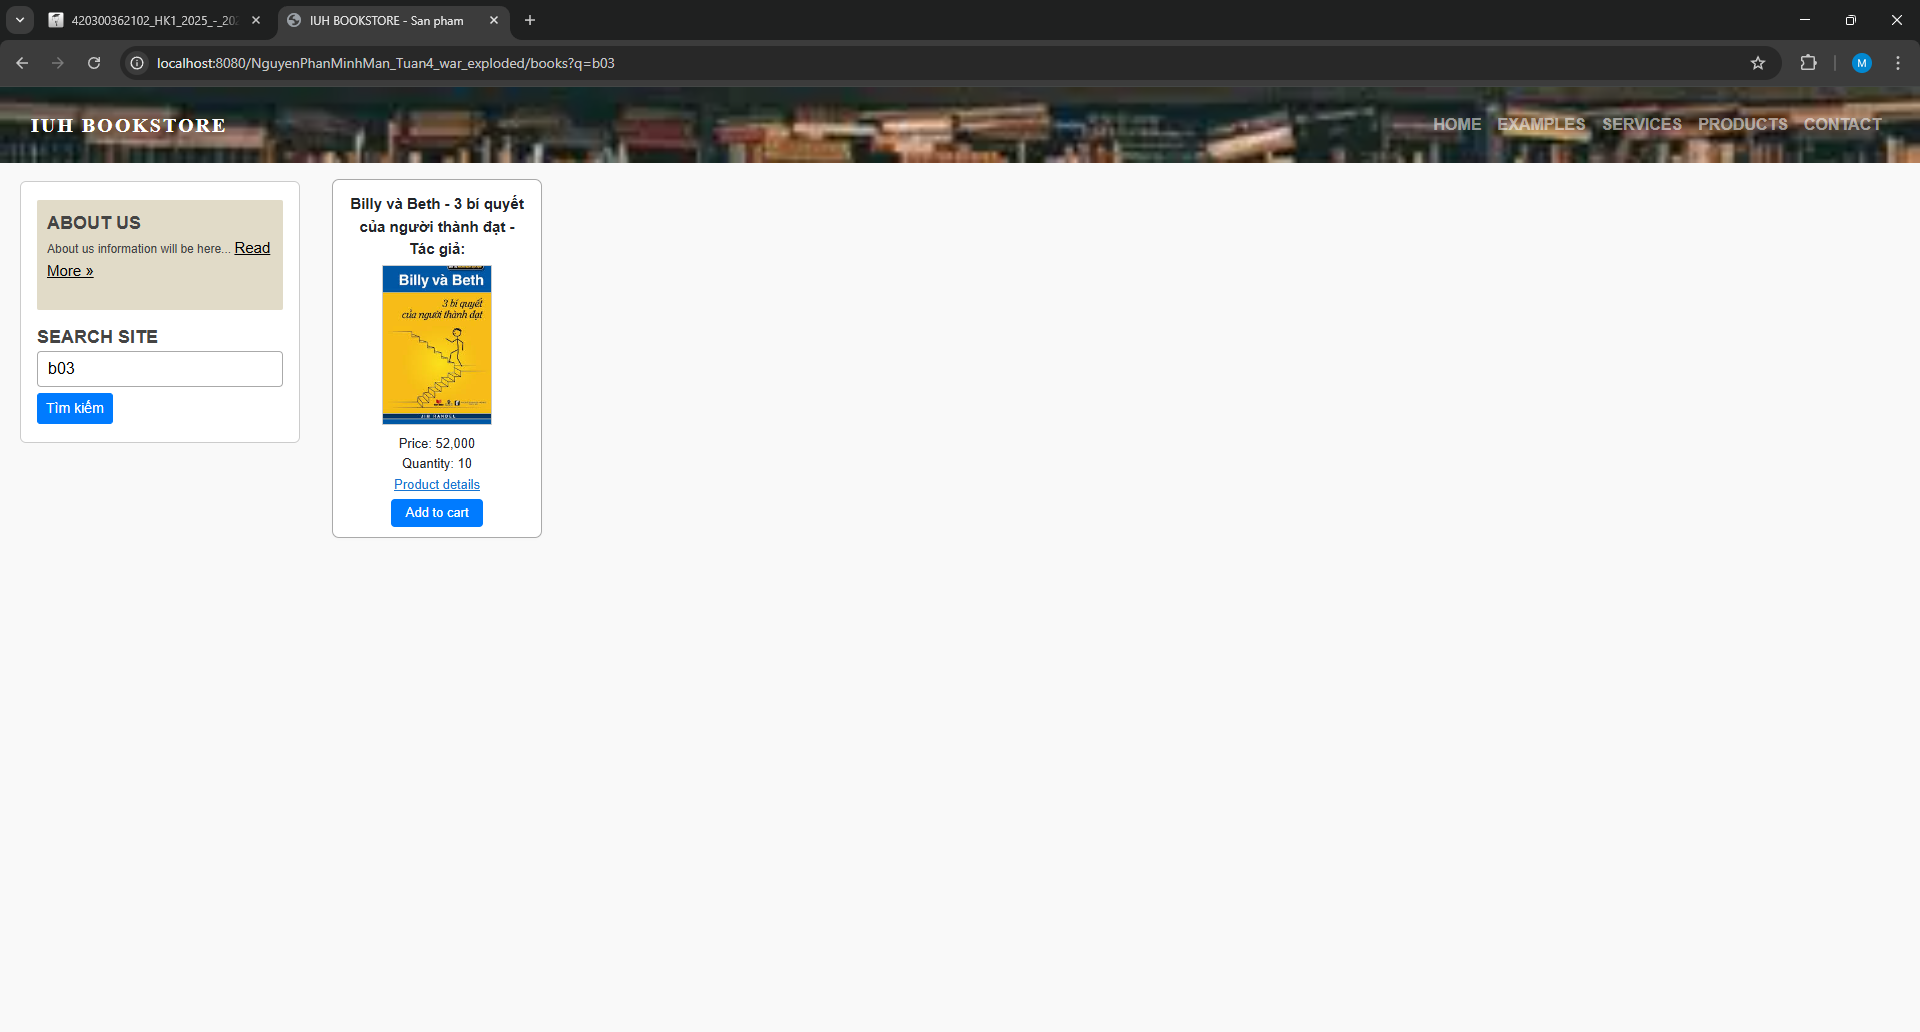 420300362102_HK1_2025_-_20
IUH BOOKSTORE - San pham
localhost:8080/NguyenPhanMinhMan_Tuan4_war_exploded/books?q=b03
M
IUH BOOKSTORE
HOME EXAMPLES SERVICES PRODUCTS CONTACT
ABOUT US
About us information will be here... Read
More »
SEARCH SITE
b03
Tìm kiếm
Billy và Beth - 3 bí quyết
của người thành đạt -
Tác giả:
Billy và Beth
3 bí quyết
của người thành đạt
Price: 52,000
Quantity: 10
Product details
Add to cart